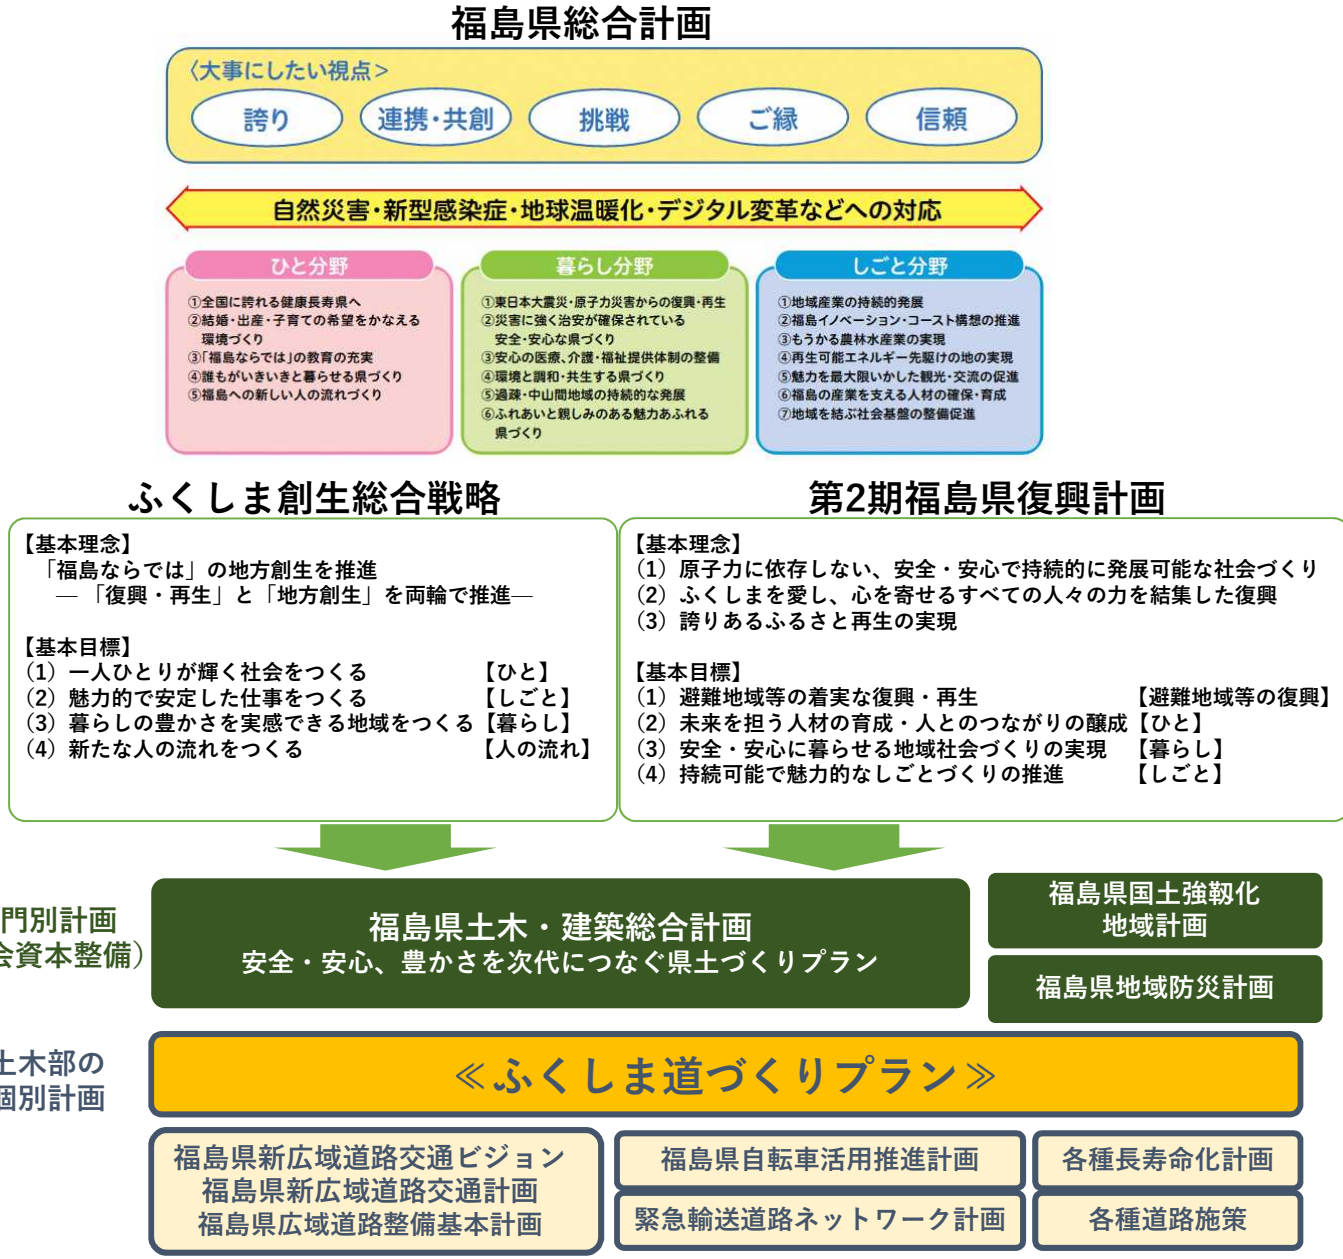 福島県総合計画
〈大事にしたい視点>
誇り
連携・共創
挑戦
ご縁
信頼
自然災害・新型感染症・地球温暖化・デジタル変革などへの対応
ひと分野
①全国に誇れる健康長寿県へ
②結婚・出産・子育ての希望をかなえる
環境づくり
③「福島ならでは」の教育の充実
④誰もがいきいきと暮らせる県づくり
⑤福島への新しい人の流れづくり
暮らし分野
①東日本大震災・原子力災害からの復興・再生
②災害に強く治安が確保されている
安全・安心な県づくり
③安心の医療、介護・福祉提供体制の整備
④環境と調和・共生する県づくり
⑤過疎・中山間地域の持続的な発展
⑥ふれあいと親しみのある魅力あふれる
県づくり
しごと分野
①地域産業の持続的発展
②福島イノベーション・コースト構想の推進
③もうかる農林水産業の実現
④再生可能エネルギー先駆けの地の実現
⑤魅力を最大限いかした観光・交流の促進
⑥福島の産業を支える人材の確保・育成
⑦地域を結ぶ社会基盤の整備促進
ふくしま創生総合戦略
【基本理念】
「福島ならでは」の地方創生を推進
―「復興・再生」と「地方創生」を両輪で推進―
【基本目標】
（1）一人ひとりが輝く社会をつくる 【ひと】
（2）魅力的で安定した仕事をつくる 【しごと】
（3）暮らしの豊かさを実感できる地域をつくる【暮らし】
（4）新たな人の流れをつくる 【人の流れ】
第2期福島県復興計画
【基本理念】
（1）原子力に依存しない、安全・安心で持続的に発展可能な社会づくり
（2）ふくしまを愛し、心を寄せるすべての人々の力を結集した復興
（3）誇りあるふるさと再生の実現
【基本目標】
（1）避難地域等の着実な復興・再生 【避難地域等の復興】
（2）未来を担う人材の育成・人とのつながりの醸成【ひと】
（3）安全・安心に暮らせる地域社会づくりの実現 【暮らし】
（4）持続可能で魅力的なしごとづくりの推進 【しごと】
門別計画
会資本整備）
福島県土木・建築総合計画
安全・安心、豊かさを次代につなぐ県土づくりプラン
福島県国土強靱化
地域計画
福島県地域防災計画
土木部の
個別計画
≪ふくしま道づくりプラン≫
福島県新広域道路交通ビジョン
福島県新広域道路交通計画
福島県広域道路整備基本計画
福島県自転車活用推進計画
緊急輸送道路ネットワーク計画
各種長寿命化計画
各種道路施策